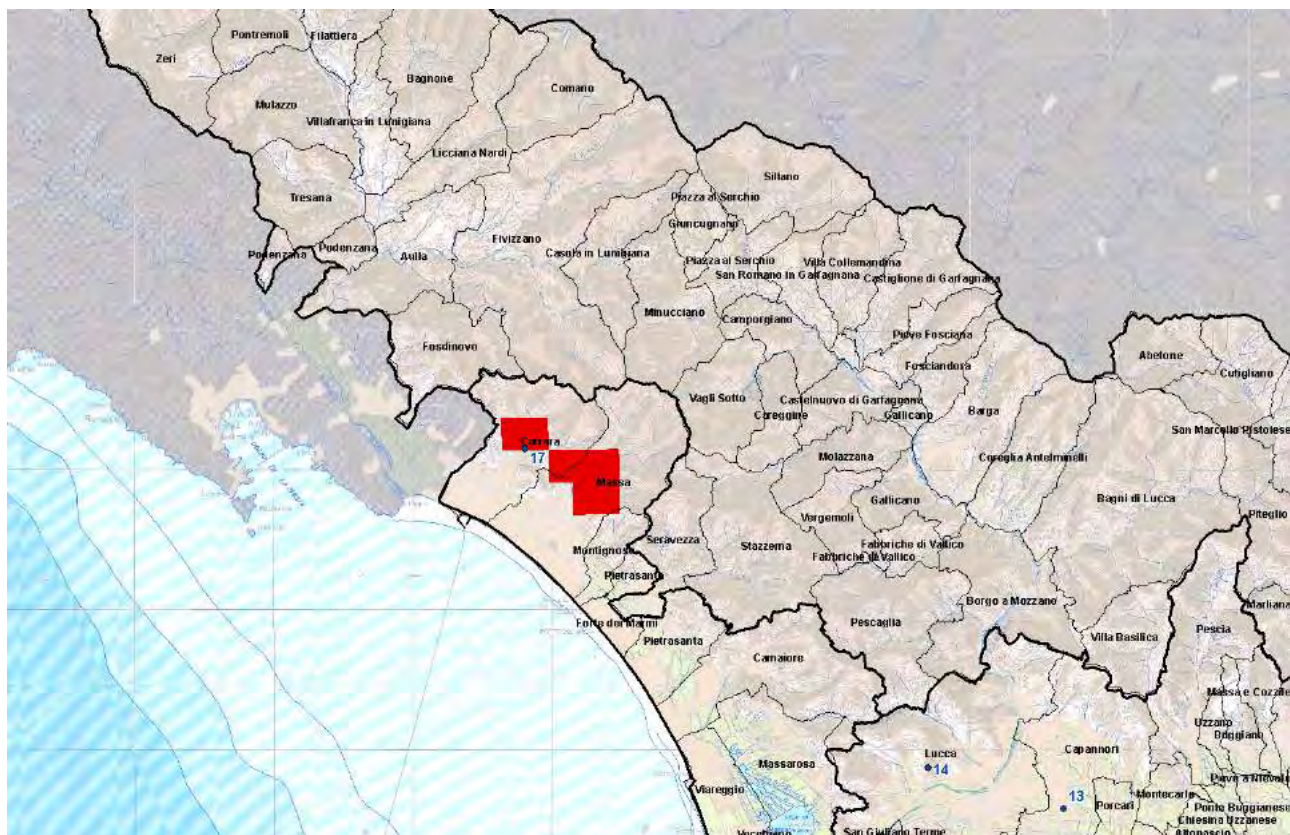 Pontremoli
Filattiera
Zeri
Bagnone
Comano
Mulazzo
Villafranca in Lunigiana
Licciana Nardi
Sillano
Tresana
Piazza al Serchio
Giuncugnano
Fivizzano
Casola in Lunigiana
Podenzana
Podenzana
Aulla
Piazza al Serchio
Villa Collemandina
San Romano in Garfagnana
Castiglione di Garfagnana
Minucciano
Camporgiano
Pieve Fosciana
Fosdinovo
Abetone
Fosciandora
Cutigliano
Vagli Sotto
Careggine
Castelnuovo di Garfagnana
Gallicano
Barga
San Marcello Pistoiese
Carrara
17
Molazzana
Coreglia Antelminelli
Massa
Gallicano
Bagni di Lucca
Vergemoli
Piteglio
Montignoso
Seravezza
Stazzema
Fabbriche di Vallico
Fabbriche di Vallico
Pietrasanta
Borgo a Mozzano
Marliana
Forte dei Marmi
Pescaglia
Pietrasanta
Villa Basilica
Pescia
Camaiore
Massa e Cozzile
Uzzano
Buggiano
Lucca
Capannori
14
Massarosa
Viareggio
13
Porcari
Montecarlo
Pieve a Nievole
Ponte Buggianese
Chiesina Uzzanese
Altopascio
Vecchiano
San Giuliano Terme